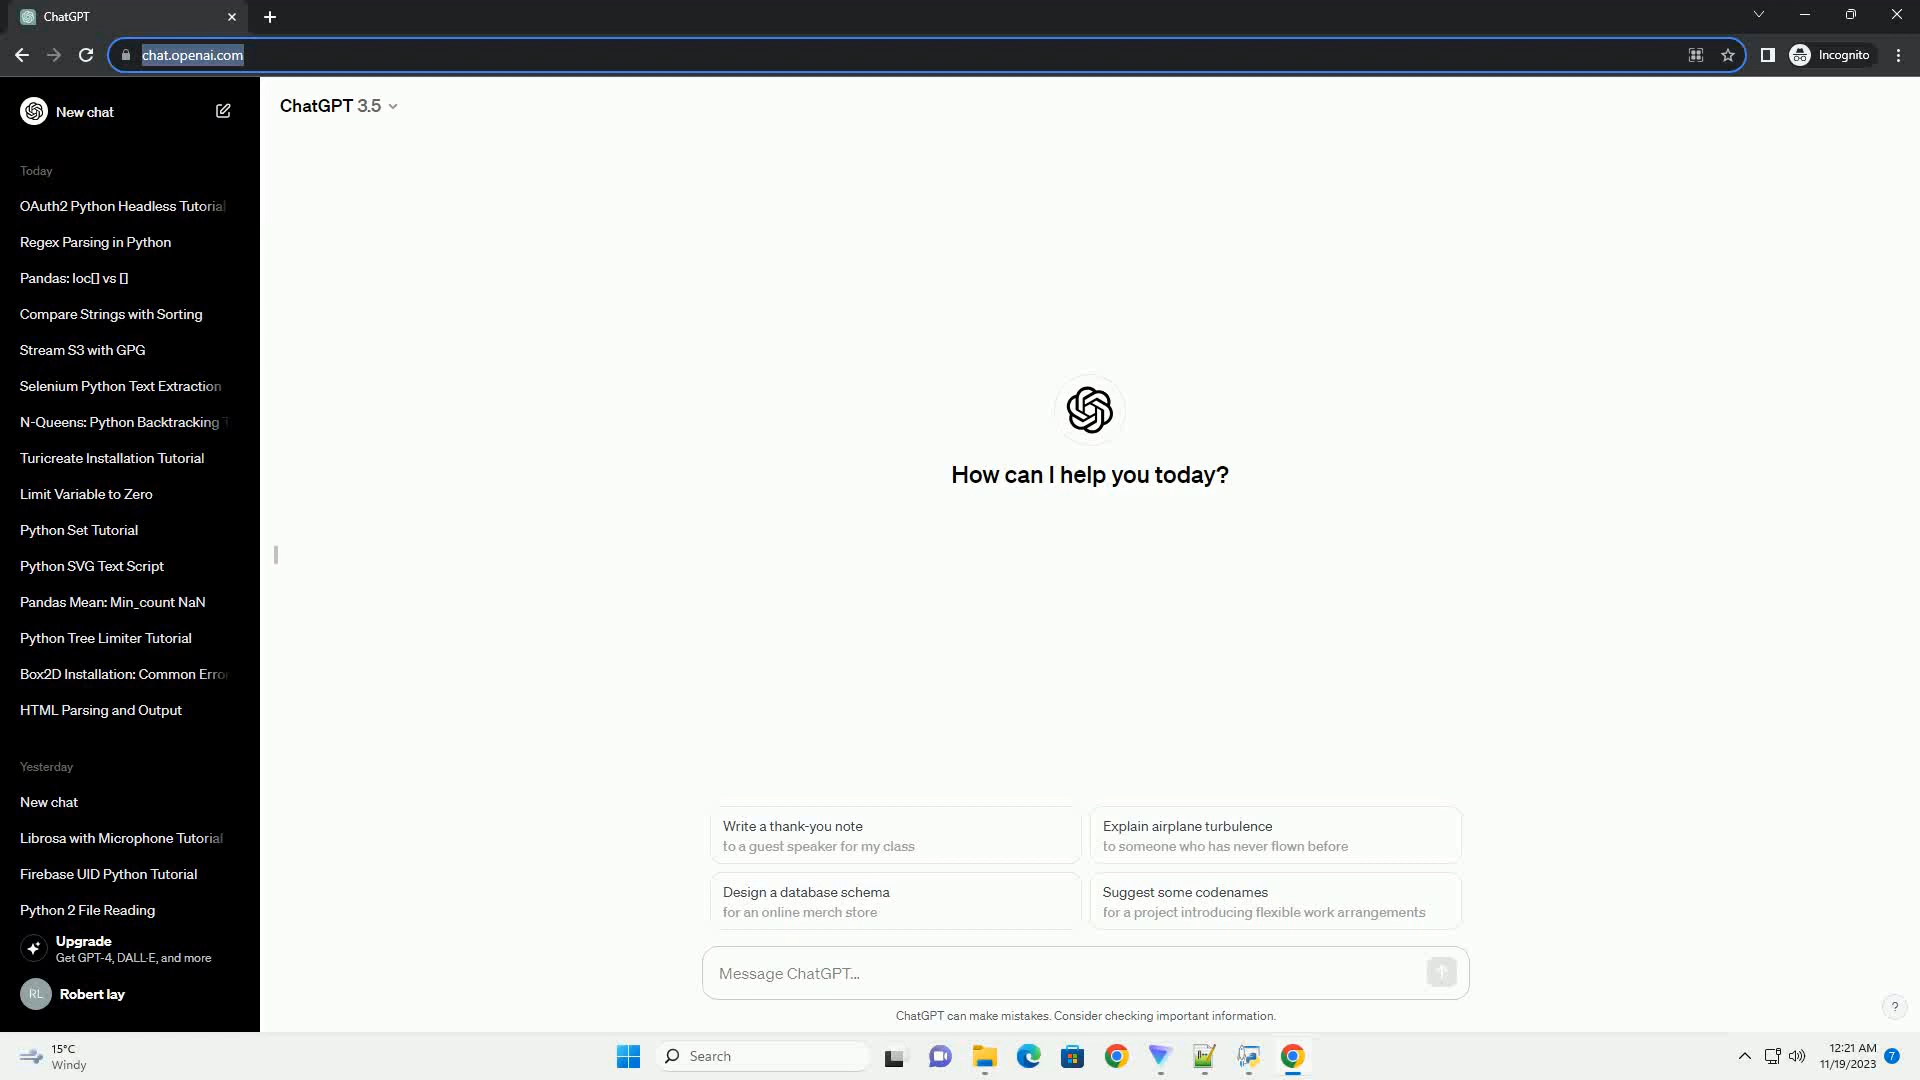 ChatGPT
chat.openai.com
Incognito
New chat
ChatGPT 3.5
Today
OAuth2 Python Headless Tutorial
Regex Parsing in Python
Pandas: loc[] vs []
Compare Strings with Sorting
Stream S3 with GPG
Selenium Python Text Extraction
N-Queens: Python Backtracking T
Turicreate Installation Tutorial
Limit Variable to Zero
Python Set Tutorial
Python SVG Text Script
Pandas Mean: Min_count NaN
Python Tree Limiter Tutorial
Box2D Installation: Common Error
HTML Parsing and Output
Yesterday
New chat
Librosa with Microphone Tutorial
Firebase UID Python Tutorial
Python 2 File Reading
Upgrade
Get GPT-4, DALL·E, and more
RL
Robert lay
How can I help you today?
Write a thank-you note
to a guest speaker for my class
Explain airplane turbulence
to someone who has never flown before
Design a database schema
for an online merch store
Suggest some codenames
for a project introducing flexible work arrangements
Message ChatGPT...
ChatGPT can make mistakes. Consider checking important information.
?
15°C
Windy
Search
12:21 AM
11/19/2023
7